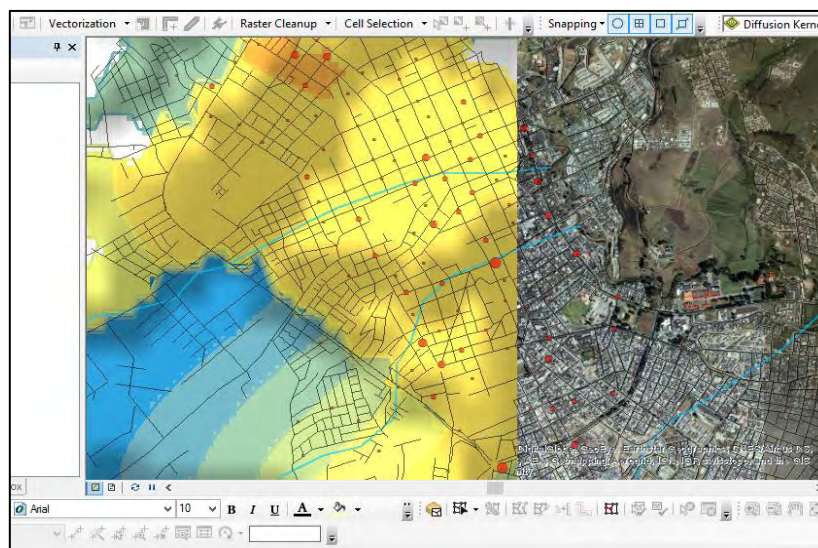 Vectorization Raster Cleanup Cell Selection Snapping Diffusion Kerne
ox
Arial 10 B I U A